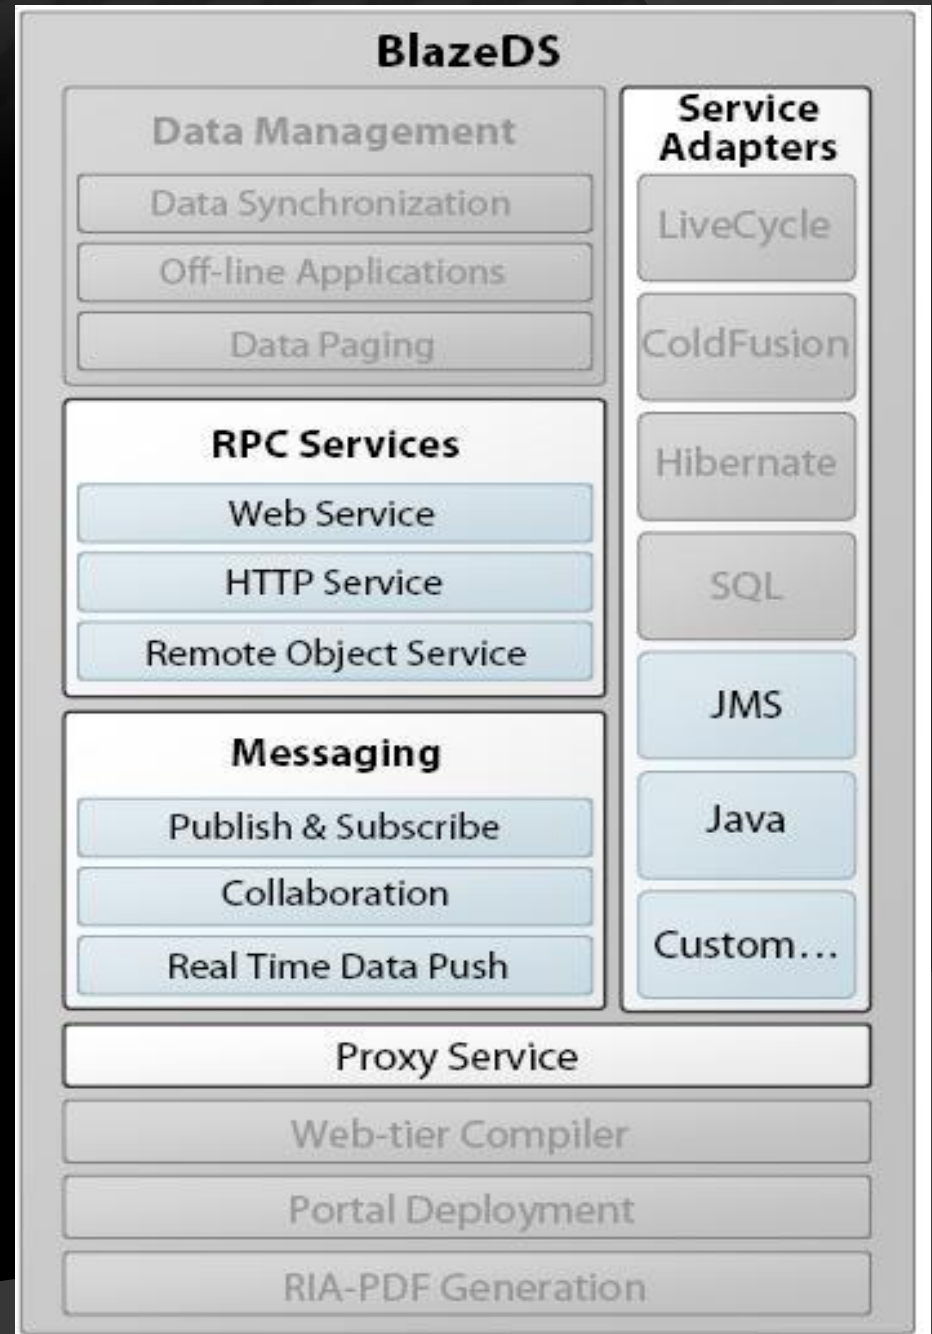 BlazeDS
Data Management
Data Synchronization
Off-line Applications
Data Paging
RPC Services
Web Service
HTTP Service
Remote Object Service
Messaging
Publish & Subscribe
Collaboration
Real Time Data Push
Service
Adapters
LiveCycle
ColdFusion
Hibernate
SQL
JMS
Java
Custom...
Proxy Service
Web-tier Compiler
Portal Deployment
RIA-PDF Generation